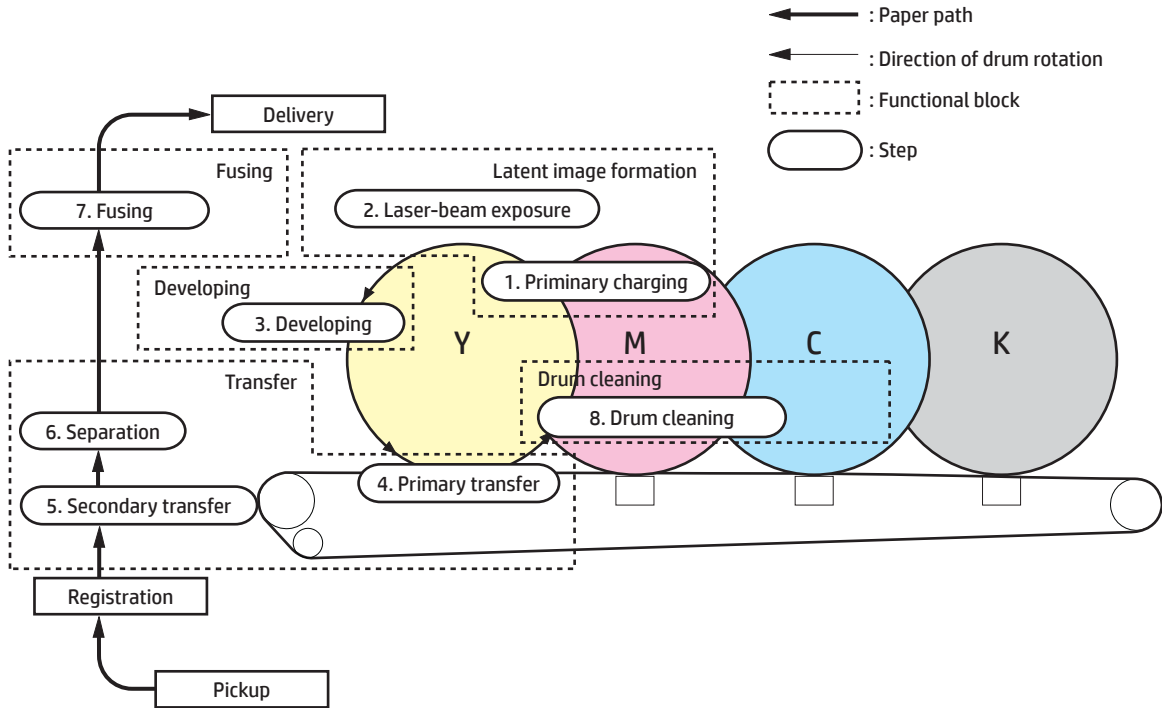 : Paper path
: Direction of drum rotation
: Functional block
: Step
Delivery
Fusing
7. Fusing
Latent image formation
2. Laser-beam exposure
1. Priminary charging
Developing
3. Developing
Y
M
C
K
Transfer
Drum cleaning
8. Drum cleaning
6. Separation
4. Primary transfer
5. Secondary transfer
Registration
Pickup